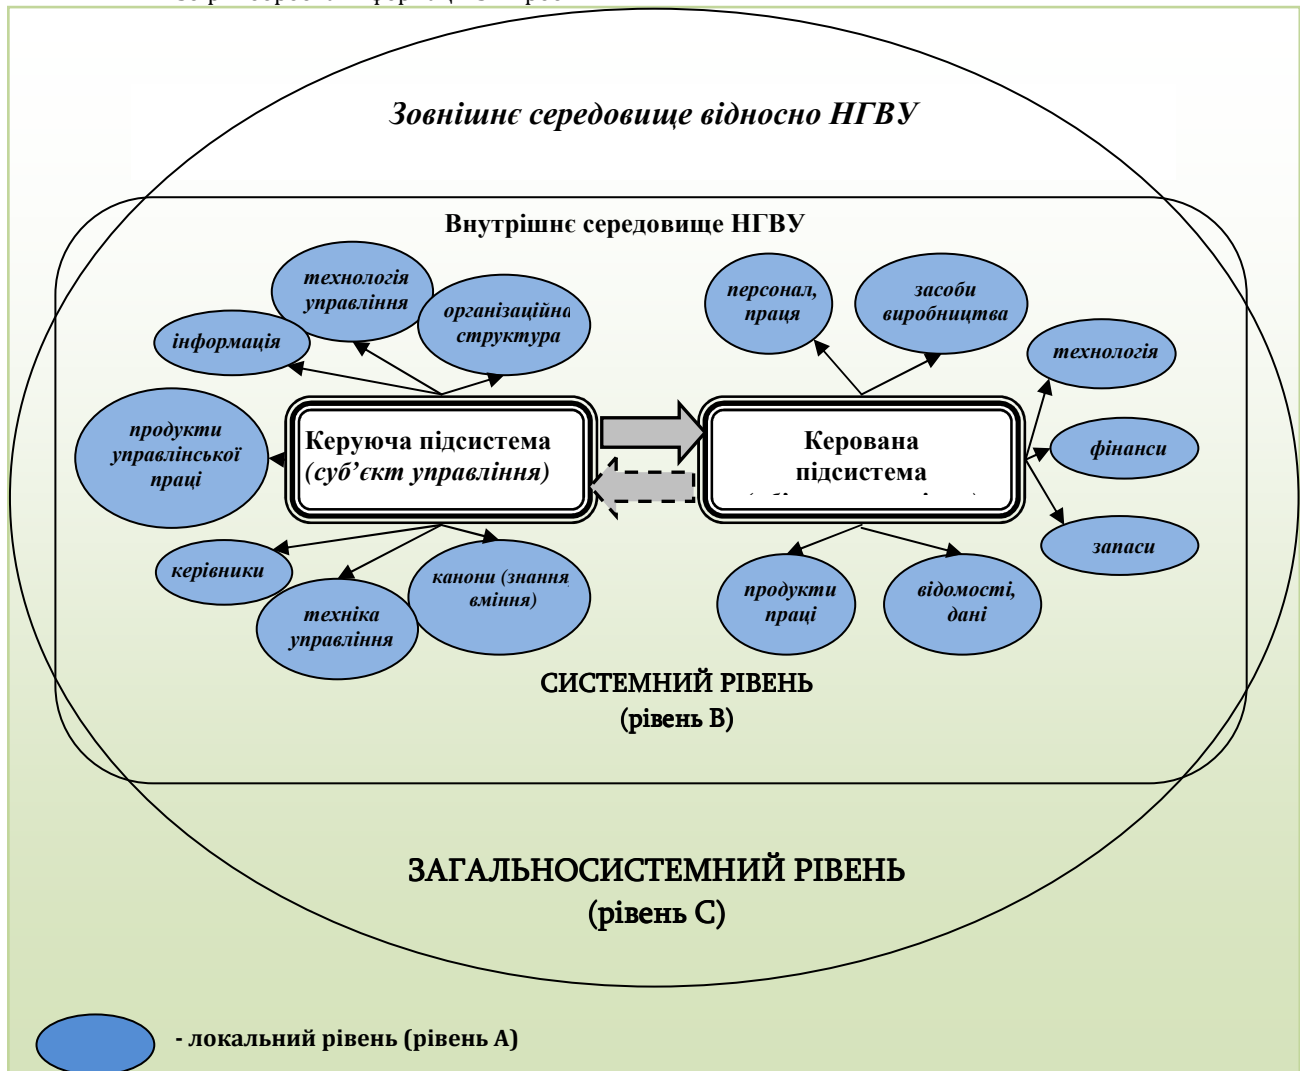 Зовнішнє середовище відносно НГВУ
Внутрішнє середовище НГВУ
технологія
управління
організаційна
структура
інформація
персонал,
праця
засоби
виробництва
технологія
продукти
управлінської
праці
Керуюча підсистема
(суб’єкт управління)
Керована
підсистема
фінанси
запаси
керівники
техніка
управління
канони (знання
вміння)
продукти
праці
відомості,
дані
СИСТЕМНИЙ РІВЕНЬ
(рівень В)
ЗАГАЛЬНОСИСТЕМНИЙ РІВЕНЬ
(рівень С)
- локальний рівень (рівень А)